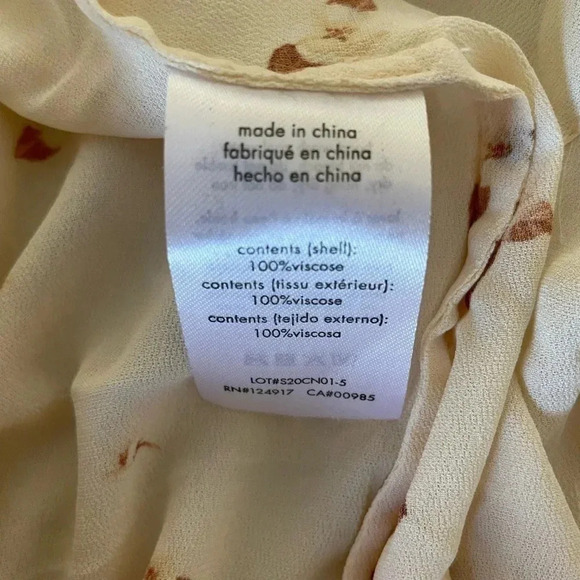 made in china
fabriqué en china
hecho en china
contents (shell):
100%viscose
contents (tissu extérieur):
100%viscose
contents (tejido externo):
100%viscosa
LOT#S20CN01-5
RN#124917 CA#00985